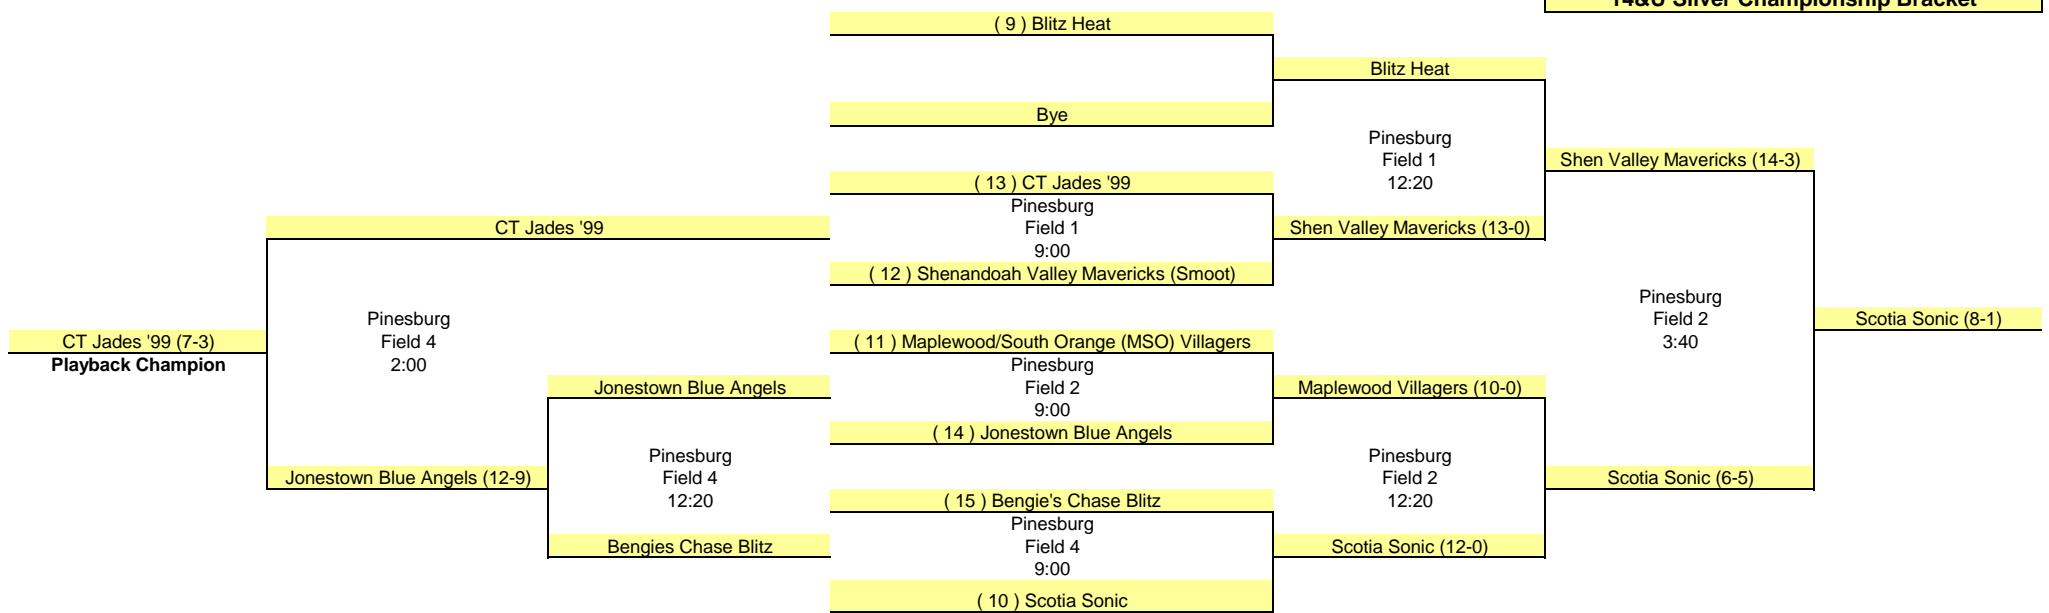 14&U Silver Championship Bracket
( 9 ) Blitz Heat
Blitz Heat
Bye
Pinesburg
Field 1
12:20
Shen Valley Mavericks (14-3)
( 13 ) CT Jades '99
Pinesburg
Field 1
9:00
CT Jades '99
Shen Valley Mavericks (13-0)
( 12 ) Shenandoah Valley Mavericks (Smoot)
Pinesburg
Field 2
3:40
Scotia Sonic (8-1)
Pinesburg
Field 4
2:00
CT Jades '99 (7-3)
Playback Champion
( 11 ) Maplewood/South Orange (MSO) Villagers
Pinesburg
Field 2
9:00
Jonestown Blue Angels
Maplewood Villagers (10-0)
( 14 ) Jonestown Blue Angels
Pinesburg
Field 4
12:20
Pinesburg
Field 2
12:20
Jonestown Blue Angels (12-9)
Scotia Sonic (6-5)
( 15 ) Bengie's Chase Blitz
Pinesburg
Field 4
9:00
Bengies Chase Blitz
Scotia Sonic (12-0)
( 10 ) Scotia Sonic